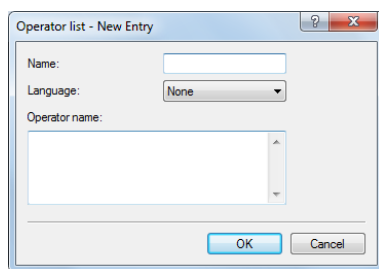 Operator list - New Entry
Name:
Language:
None
Operator name:
OK
Cancel